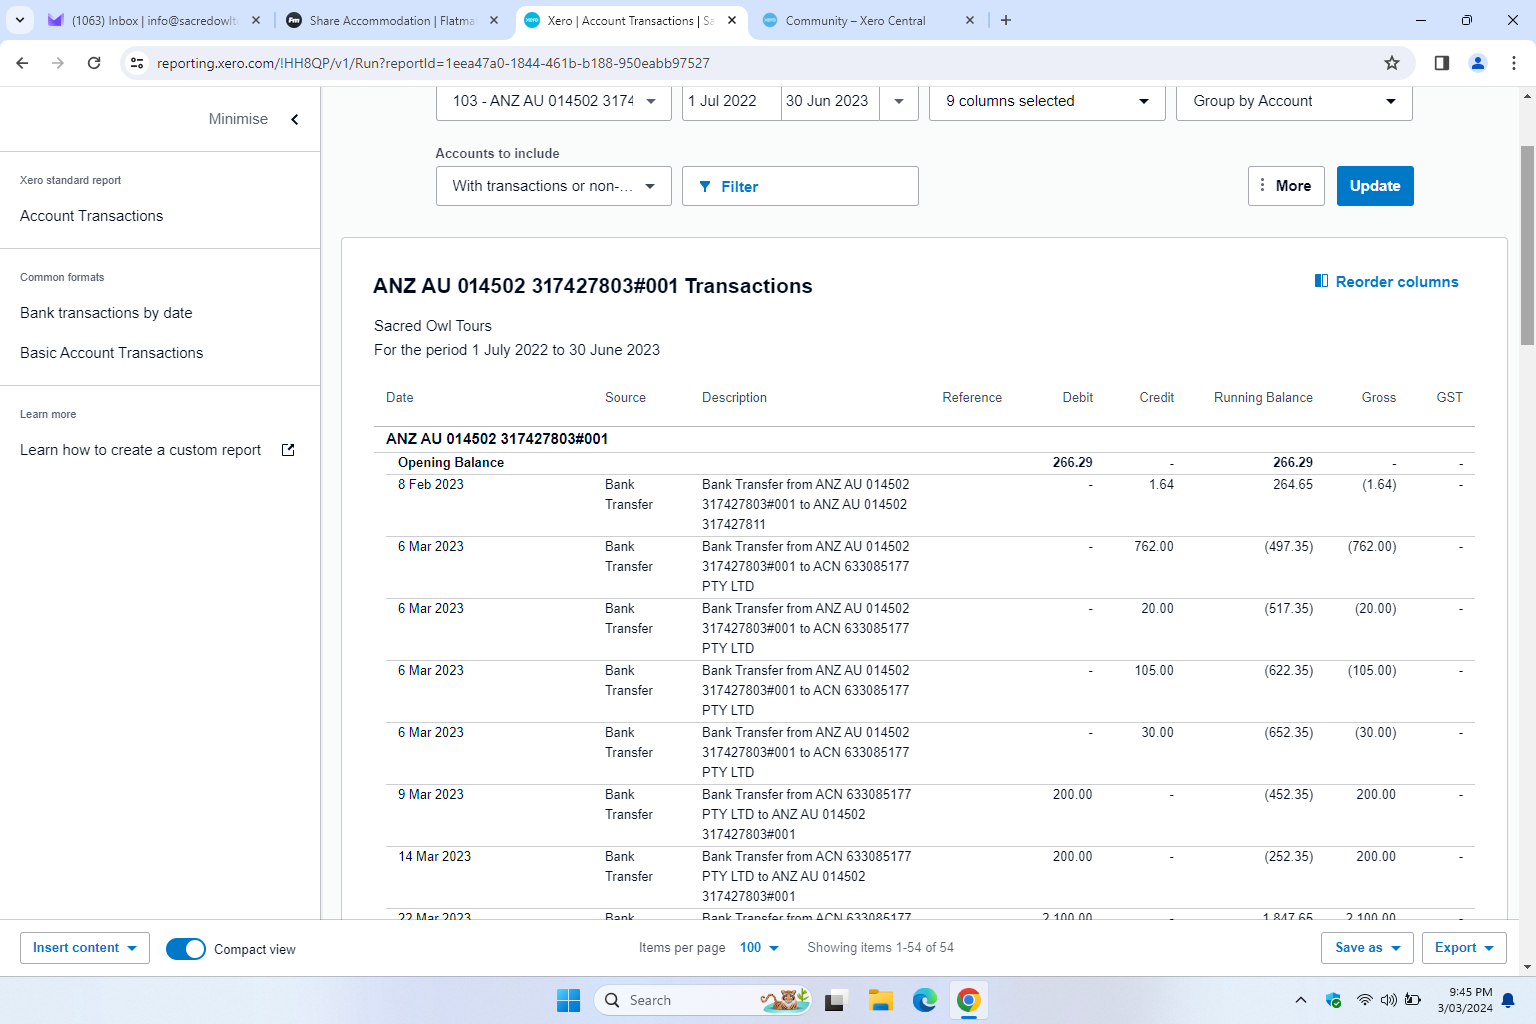 (1063) Inbox | info@sacredowlt
Share Accommodation | Flatma
Xero | Account Transactions | Sa
Community – Xero Central
reporting.xero.com/!HH8QP/v1/Run?reportId=1eea47a0-1844-461b-b188-950eabb97527
Minimise
Xero standard report
Account Transactions
Common formats
Bank transactions by date
Basic Account Transactions
Learn more
Learn how to create a custom report
103 - ANZ AU 014502 3174
1 Jul 2022
30 Jun 2023
9 columns selected
Group by Account
Accounts to include
With transactions or non-...
Filter
More
Update
ANZ AU 014502 317427803#001 Transactions
Reorder columns
Sacred Owl Tours
For the period 1 July 2022 to 30 June 2023
Date Source Description Reference Debit Credit Running Balance Gross GST
ANZ AU 014502 317427803#001
Opening Balance 266.29 - 266.29 - -
8 Feb 2023 Bank Bank Transfer from ANZ AU 014502 - 1.64 264.65 (1.64) -
Transfer 317427803#001 to ANZ AU 014502
317427811
6 Mar 2023 Bank Bank Transfer from ANZ AU 014502 - 762.00 (497.35) (762.00) -
Transfer 317427803#001 to ACN 633085177
PTY LTD
6 Mar 2023 Bank Bank Transfer from ANZ AU 014502 - 20.00 (517.35) (20.00) -
Transfer 317427803#001 to ACN 633085177
PTY LTD
6 Mar 2023 Bank Bank Transfer from ANZ AU 014502 - 105.00 (622.35) (105.00) -
Transfer 317427803#001 to ACN 633085177
PTY LTD
6 Mar 2023 Bank Bank Transfer from ANZ AU 014502 - 30.00 (652.35) (30.00) -
Transfer 317427803#001 to ACN 633085177
PTY LTD
9 Mar 2023 Bank Bank Transfer from ACN 633085177 200.00 - (452.35) 200.00 -
Transfer PTY LTD to ANZ AU 014502
317427803#001
14 Mar 2023 Bank Bank Transfer from ACN 633085177 200.00 - (252.35) 200.00 -
Transfer PTY LTD to ANZ AU 014502
317427803#001
22 Mar 2023 Bank Bank Transfer from ACN 633085177 2,100.00 - 1,847.65 2,100.00 -
Insert content
Compact view
Items per page 100
Showing items 1-54 of 54
Save as
Export
Search
9:45 PM
3/03/2024